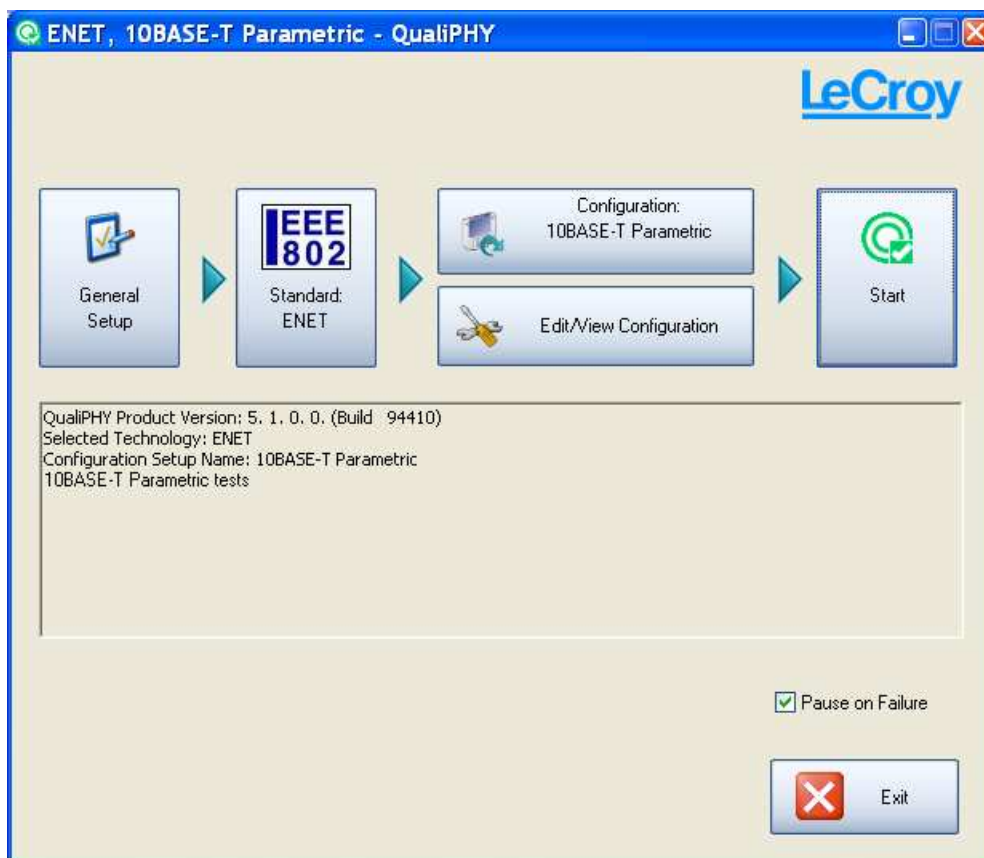 ENET, 10BASE-T Parametric - QualiPHY
LeCroy
General
Setup
IEEE
802
Standard:
ENET
Configuration:
10BASE-T Parametric
Edit/View Configuration
Start
QualiPHY Product Version: 5. 1. 0. 0. (Build 94410)
Selected Technology: ENET
Configuration Setup Name: 10BASE-T Parametric
10BASE-T Parametric tests
Pause on Failure
Exit